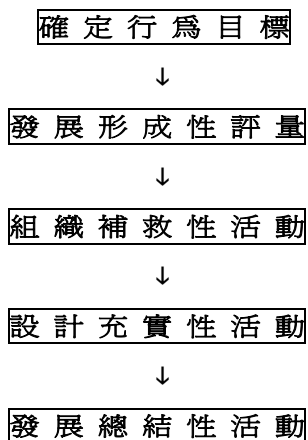 確定行爲目標
↓
發展形成性評量
↓
組織補救性活動
↓
設計充實性活動
↓
發展總結性活動